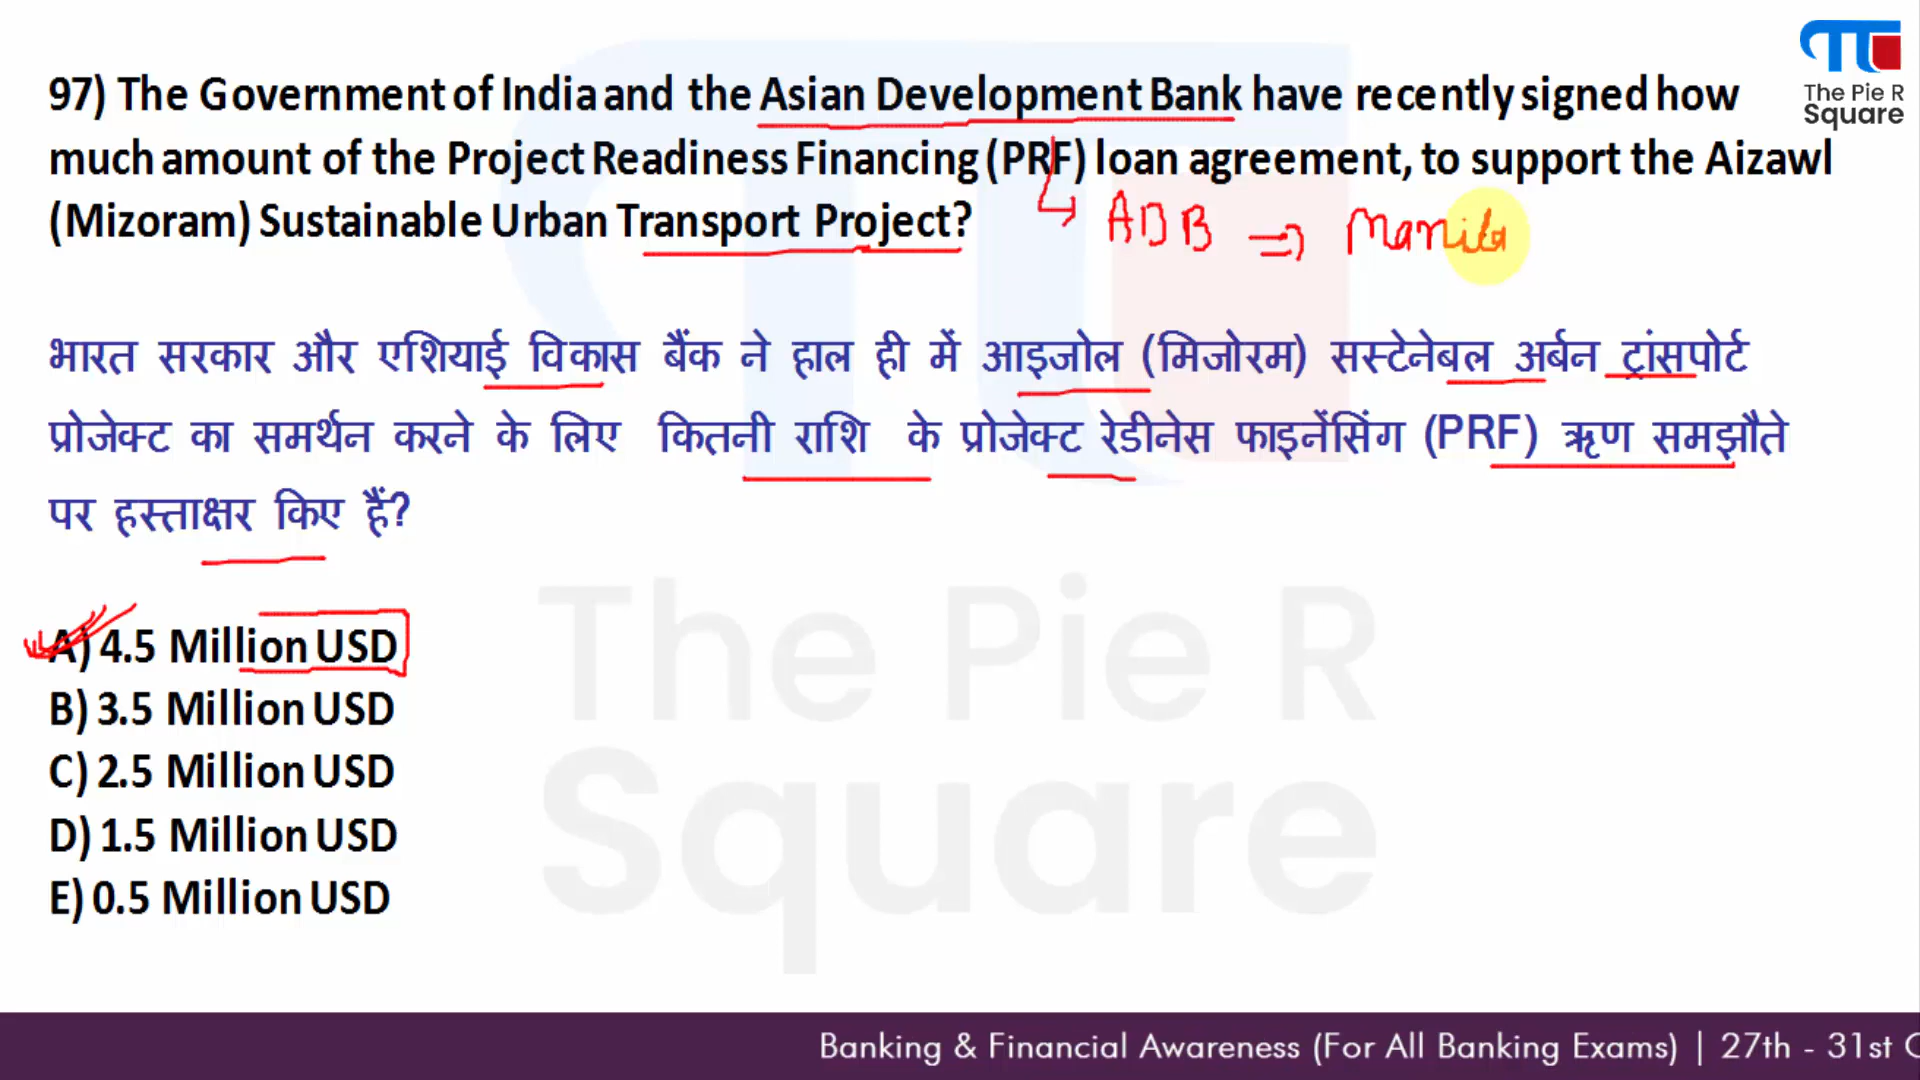 The Pie R
Square
97) The Government of India and the Asian Development Bank have recently signed how
much amount of the Project Readiness Financing (PRF) loan agreement, to support the Aizawl
(Mizoram) Sustainable Urban Transport Project?
ADB ⇒ Manila
भारत सरकार और एशियाई विकास बैंक ने हाल ही में आइजोल (मिजोरम) सस्टेनेबल अर्बन ट्रांसपोर्ट
प्रोजेक्ट का समर्थन करने के लिए कितनी राशि के प्रोजेक्ट रेडीनेस फाइनेंसिंग (PRF) ऋण समझौते
पर हस्ताक्षर किए हैं?
A) 4.5 Million USD
B) 3.5 Million USD
C) 2.5 Million USD
D) 1.5 Million USD
E) 0.5 Million USD
The Pie R
Square
Banking & Financial Awareness (For All Banking Exams) | 27th - 31st